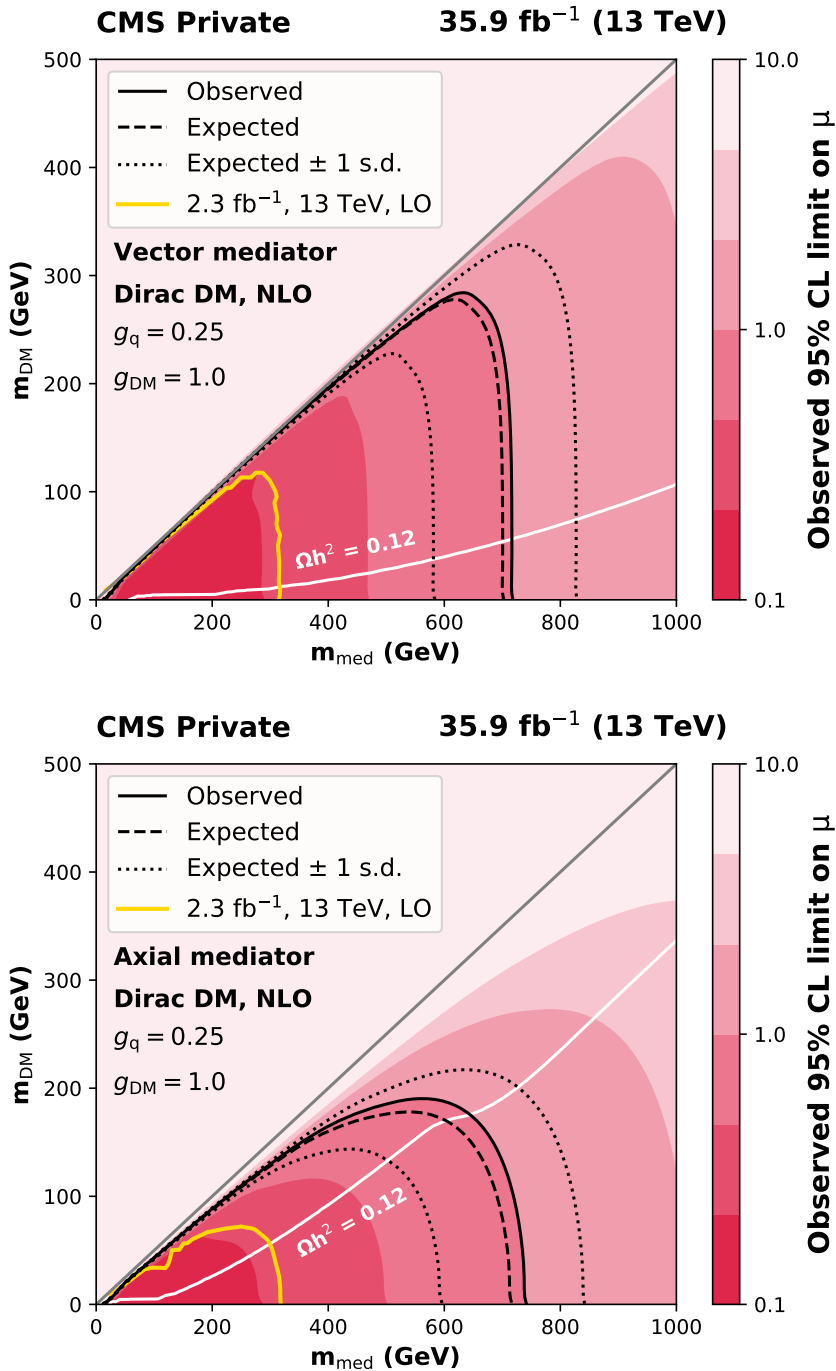 CMS Private 35.9 fb⁻¹ (13 TeV)
500
400
300
200
100
0
m_DM (GeV)
Observed
Expected
Expected ± 1 s.d.
2.3 fb⁻¹, 13 TeV, LO
Vector mediator
Dirac DM, NLO
g_q = 0.25
g_DM = 1.0
Ωh² = 0.12
0 200 400 600 800 1000
m_med (GeV)
10.0
1.0
0.1
Observed 95% CL limit on μ
CMS Private 35.9 fb⁻¹ (13 TeV)
500
400
300
200
100
0
m_DM (GeV)
Observed
Expected
Expected ± 1 s.d.
2.3 fb⁻¹, 13 TeV, LO
Axial mediator
Dirac DM, NLO
g_q = 0.25
g_DM = 1.0
Ωh² = 0.12
0 200 400 600 800 1000
m_med (GeV)
10.0
1.0
0.1
Observed 95% CL limit on μ